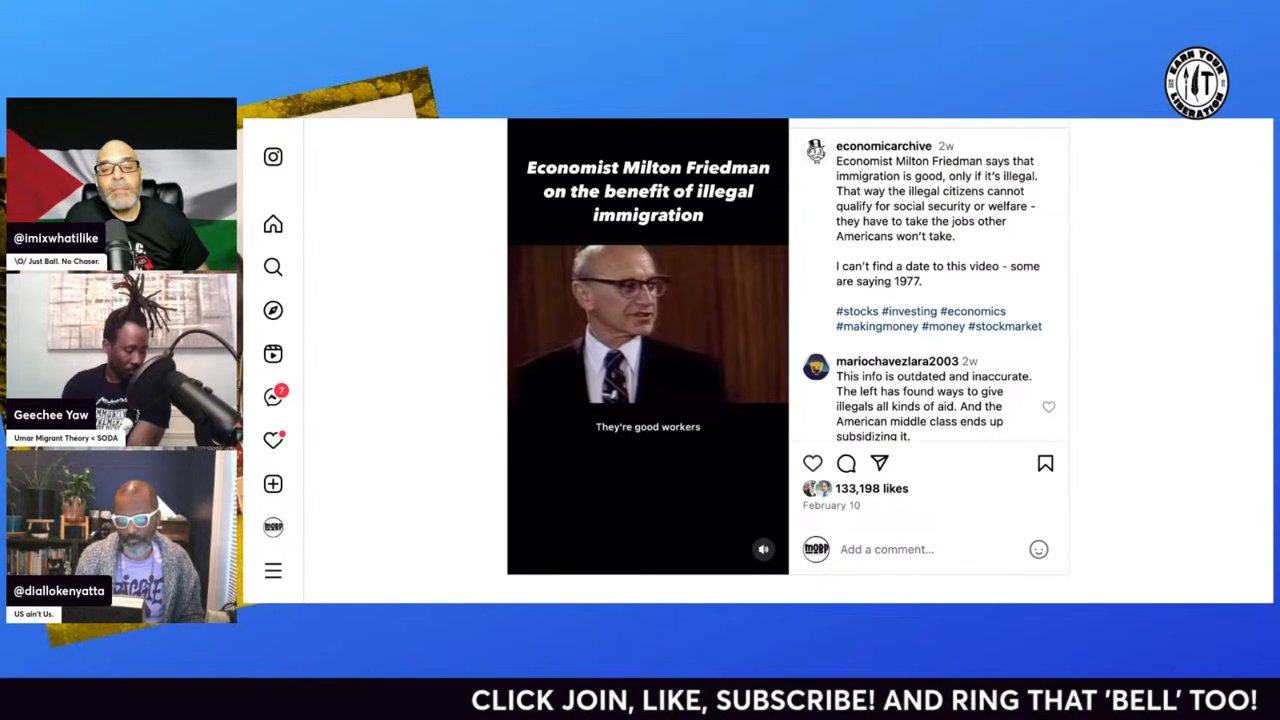 EARN YOUR
LIBERATION
@imixwhatilike
\O/ Just Ball. No Chaser.
Geechee Yaw
Umar Migrant Theory < SODA
@diallokenyatta
US ain't Us.
7
MOBP
Economist Milton Friedman
on the benefit of illegal
immigration
They're good workers
economicarchive 2w
Economist Milton Friedman says that
immigration is good, only if it's illegal.
That way the illegal citizens cannot
qualify for social security or welfare -
they have to take the jobs other
Americans won't take.
I can't find a date to this video - some
are saying 1977.
#stocks #investing #economics
#makingmoney #money #stockmarket
mariochavezlara2003 2w
This info is outdated and inaccurate.
The left has found ways to give
illegals all kinds of aid. And the
American middle class ends up
subsidizing it.
133,198 likes
February 10
MOBP
Add a comment...
CLICK JOIN, LIKE, SUBSCRIBE! AND RING THAT 'BELL' TOO!